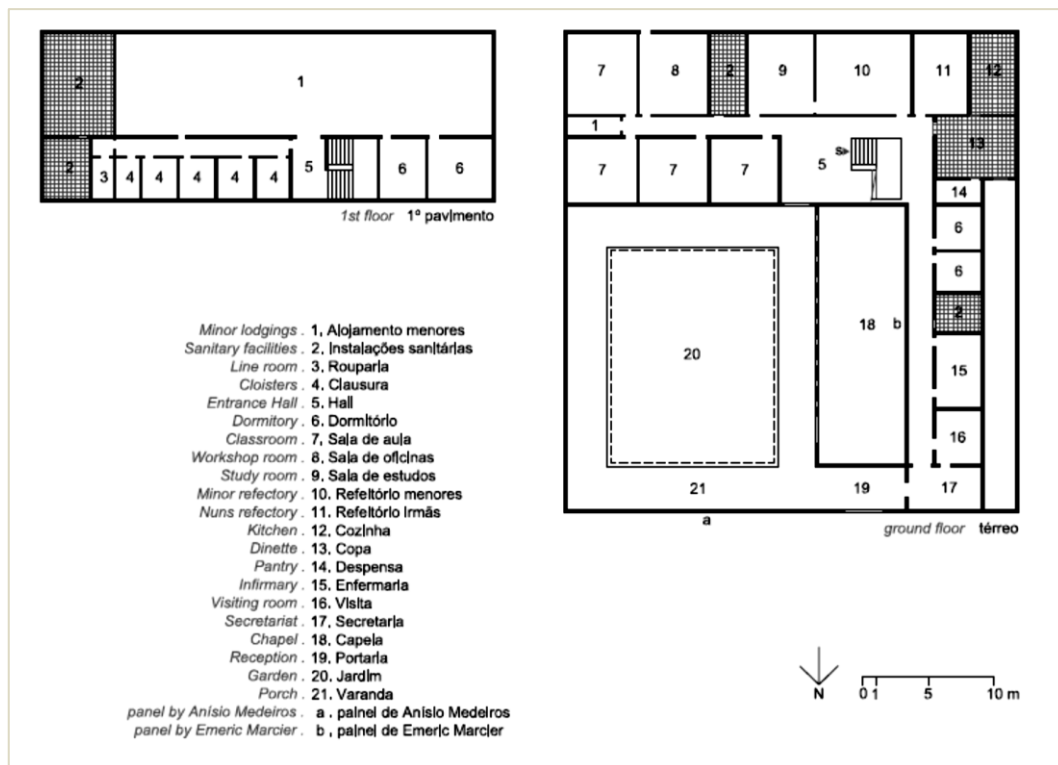 2
1
2
3
4
4
4
4
4
5
6
6
1st floor 1º pavimento
7
8
2
9
10
11
12
1
13
s
5
7
7
7
14
6
6
2
18
b
20
15
16
21
19
17
a
ground floor térreo
Minor lodgings . 1, Alojamento menores
Sanitary facilities . 2, Instalações sanitárias
Line room . 3, Rouparia
Cloisters . 4, Clausura
Entrance Hall . 5, Hall
Dormitory . 6, Dormitório
Classroom . 7, Sala de aula
Workshop room . 8, Sala de oficinas
Study room . 9, Sala de estudos
Minor refectory . 10, Refeitório menores
Nuns refectory . 11, Refeitório irmãs
Kitchen . 12, Cozinha
Dinette . 13, Copa
Pantry . 14, Despensa
Infirmary . 15, Enfermaria
Visiting room . 16, Visita
Secretariat . 17, Secretaria
Chapel . 18, Capela
Reception . 19, Portaria
Garden . 20, Jardim
Porch . 21, Varanda
panel by Anísio Medeiros . a , painel de Anísio Medeiros
panel by Emeric Marcier . b , painel de Emeric Marcier
N
0 1 5 10 m